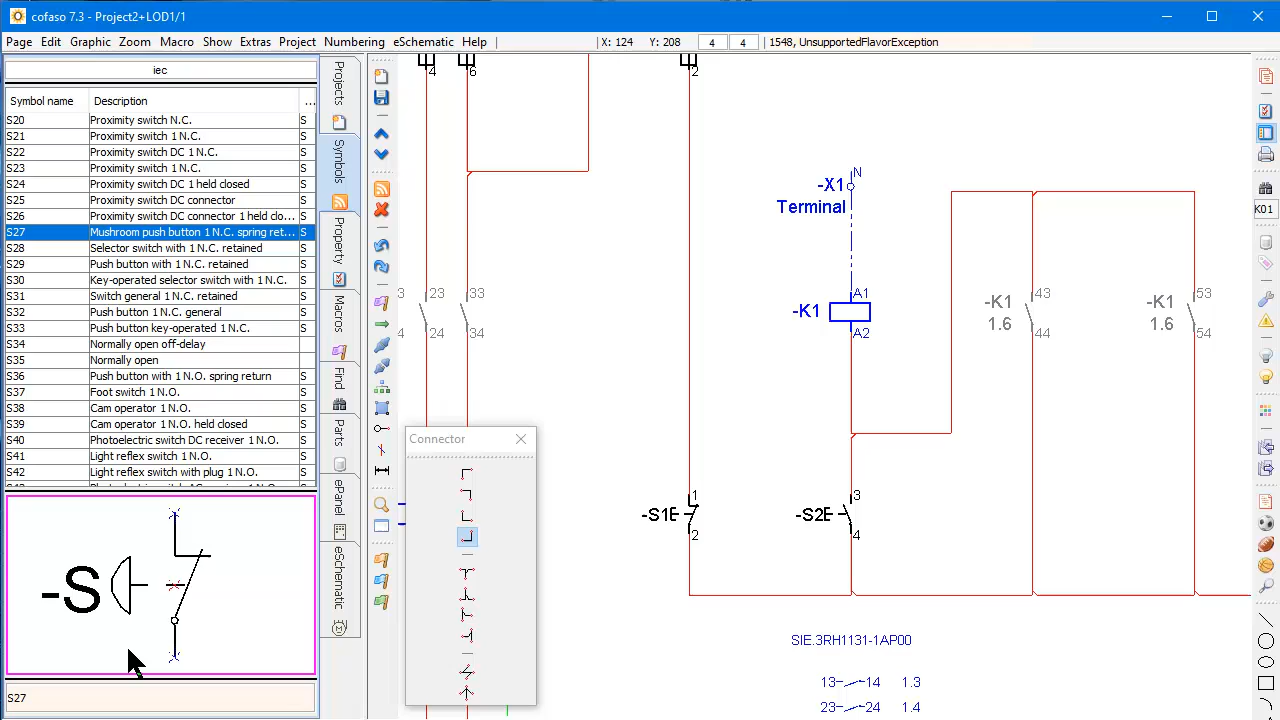 cofaso 7.3 - Project2+LOD1/1
Page Edit Graphic Zoom Macro Show Extras Project Numbering eSchematic Help X: 124 Y: 208 4 4 1548, UnsupportedFlavorException
iec
Symbol name Description ...
S20 Proximity switch N.C. S
S21 Proximity switch 1 N.C. S
S22 Proximity switch DC 1 N.C. S
S23 Proximity switch 1 N.C. S
S24 Proximity switch DC 1 held closed S
S25 Proximity switch DC connector S
S26 Proximity switch DC connector 1 held clo... S
S27 Mushroom push button 1 N.C. spring ret... S
S28 Selector switch with 1 N.C. retained S
S29 Push button with 1 N.C. retained S
S30 Key-operated selector switch with 1 N.C. S
S31 Switch general 1 N.C. retained S
S32 Push button 1 N.C. general S
S33 Push button key-operated 1 N.C. S
S34 Normally open off-delay
S35 Normally open
S36 Push button with 1 N.O. spring return S
S37 Foot switch 1 N.O. S
S38 Cam operator 1 N.O. S
S39 Cam operator 1 N.O. held closed S
S40 Photoelectric switch DC receiver 1 N.O. S
S41 Light reflex switch 1 N.O. S
S42 Light reflex switch with plug 1 N.O. S
-S
S27
Projects
Symbols
Property
Macros
Find
Parts
ePanel
eSchematic
4 6 2
N
-X1
Terminal
3 23 33
4 24 34
A1
-K1
A2
43
-K1
1.6
44
53
-K1
1.6
54
Connector
1
-S1E
2
3
-S2E
4
SIE.3RH1131-1AP00
13 14 1.3
23 24 1.4
K01